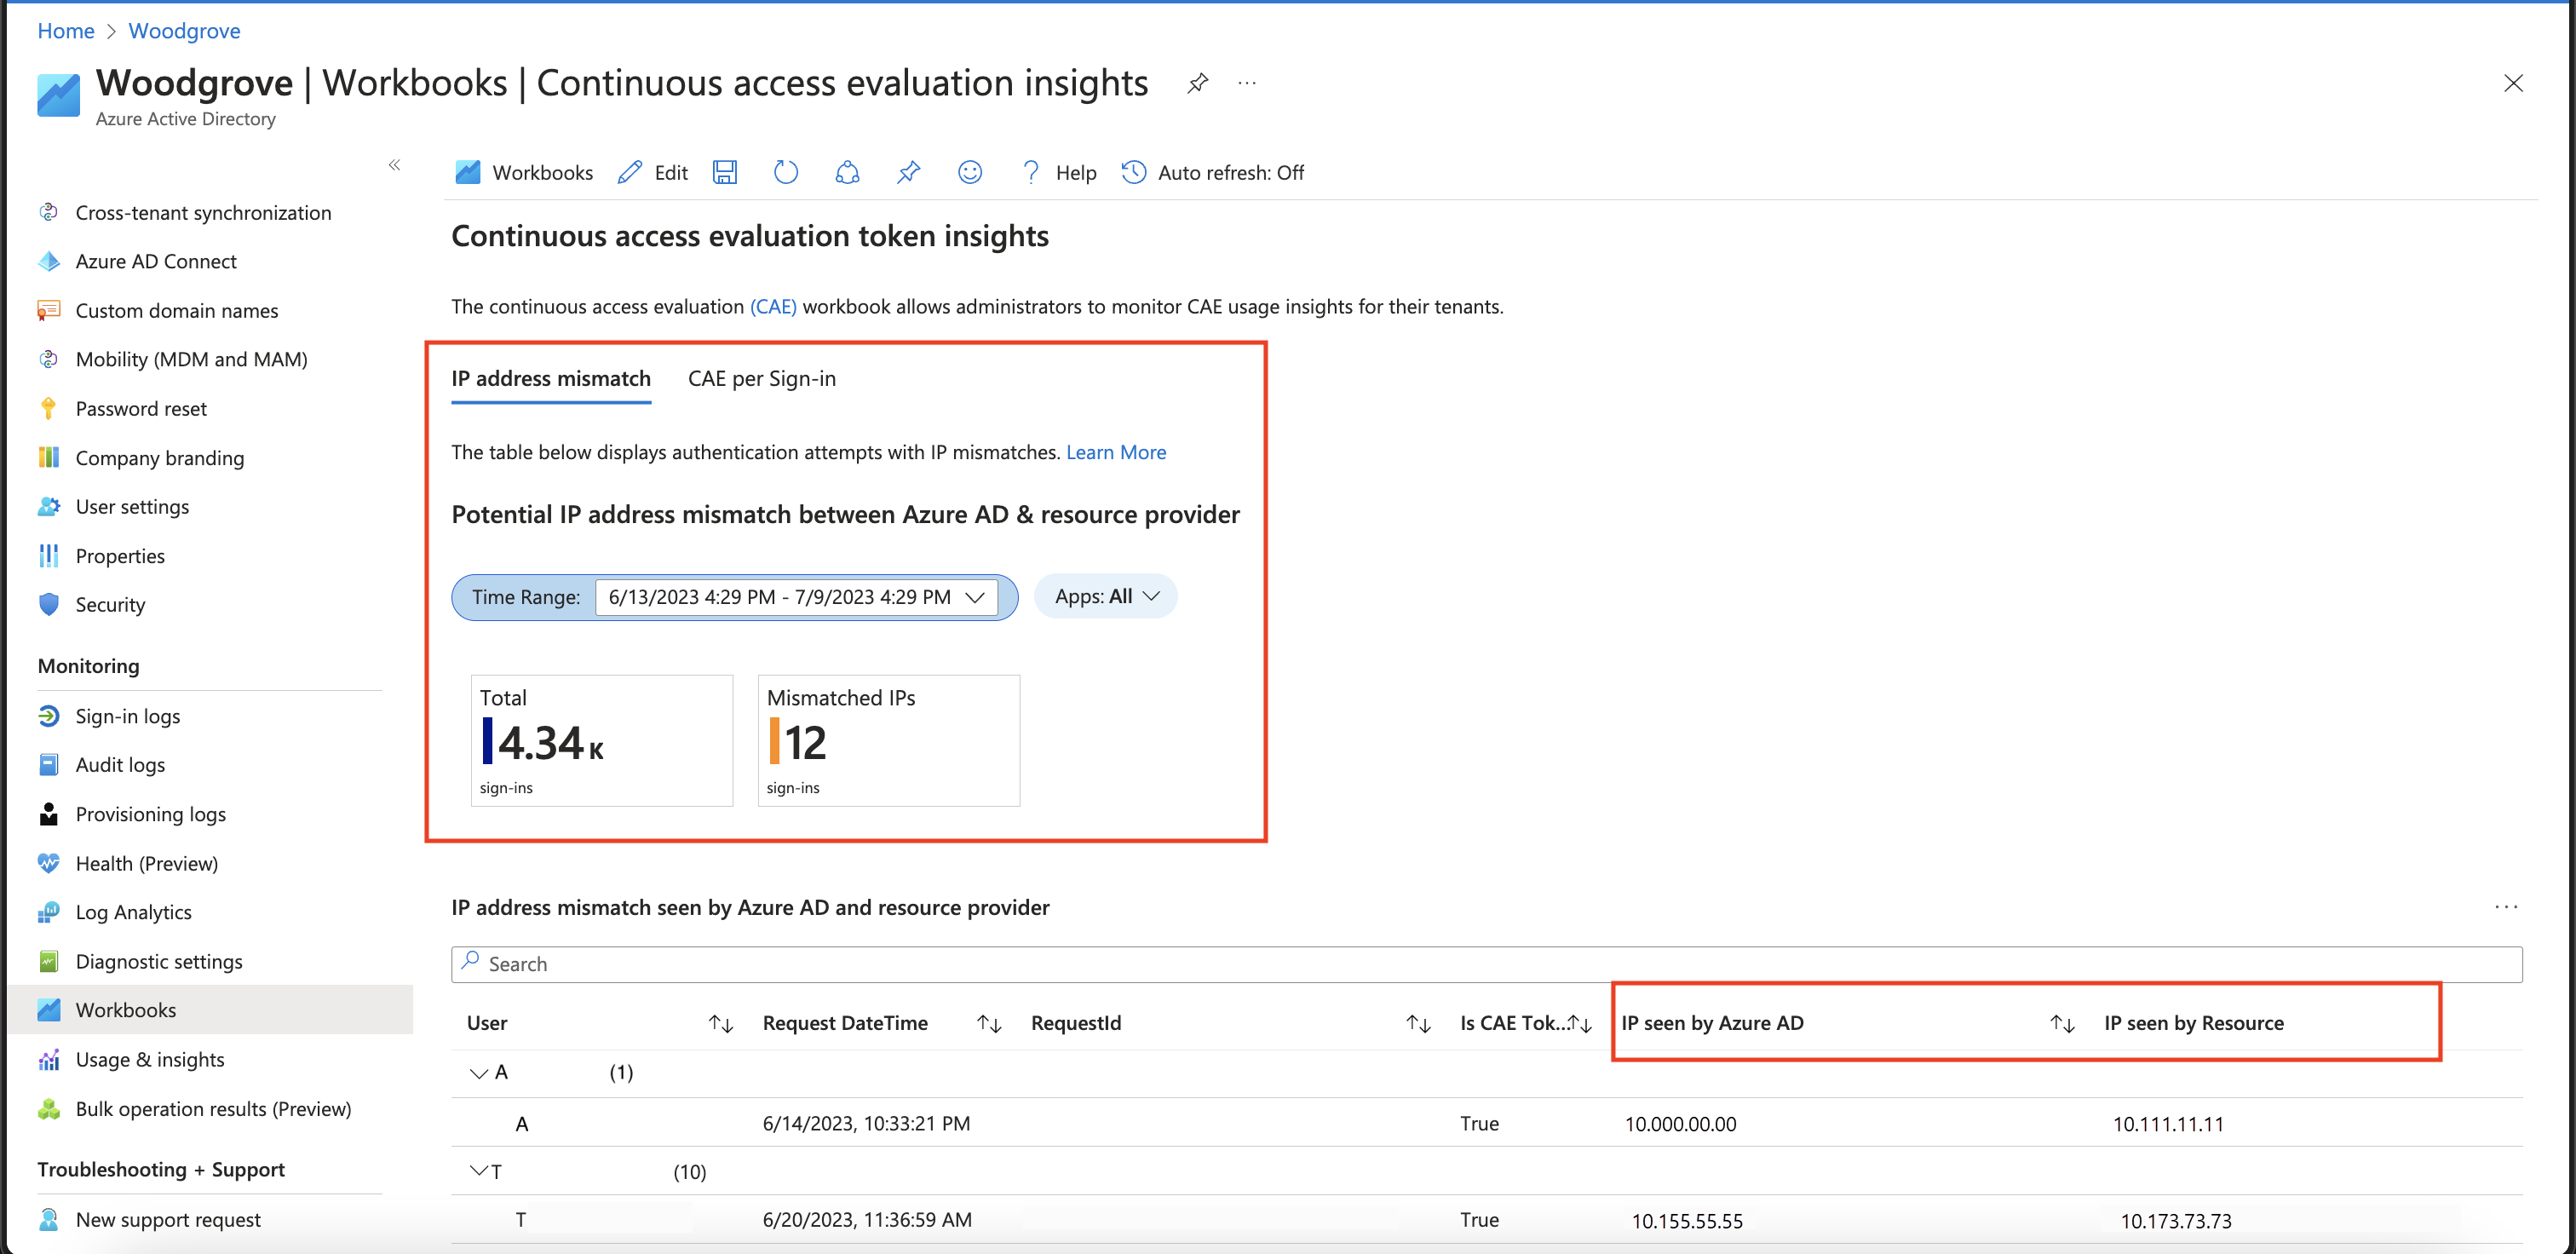 Home > Woodgrove
Woodgrove | Workbooks | Continuous access evaluation insights
Azure Active Directory
Cross-tenant synchronization
Azure AD Connect
Custom domain names
Mobility (MDM and MAM)
Password reset
Company branding
User settings
Properties
Security
Monitoring
Sign-in logs
Audit logs
Provisioning logs
Health (Preview)
Log Analytics
Diagnostic settings
Workbooks
Usage & insights
Bulk operation results (Preview)
Troubleshooting + Support
New support request
Workbooks Edit Help Auto refresh: Off
Continuous access evaluation token insights
The continuous access evaluation (CAE) workbook allows administrators to monitor CAE usage insights for their tenants.
IP address mismatch CAE per Sign-in
The table below displays authentication attempts with IP mismatches. Learn More
Potential IP address mismatch between Azure AD & resource provider
Time Range: 6/13/2023 4:29 PM - 7/9/2023 4:29 PM Apps: All
Total
4.34 K
sign-ins
Mismatched IPs
12
sign-ins
IP address mismatch seen by Azure AD and resource provider
Search
User Request DateTime RequestId Is CAE Tok... IP seen by Azure AD IP seen by Resource
A (1)
A 6/14/2023, 10:33:21 PM True 10.000.00.00 10.111.11.11
T (10)
T 6/20/2023, 11:36:59 AM True 10.155.55.55 10.173.73.73